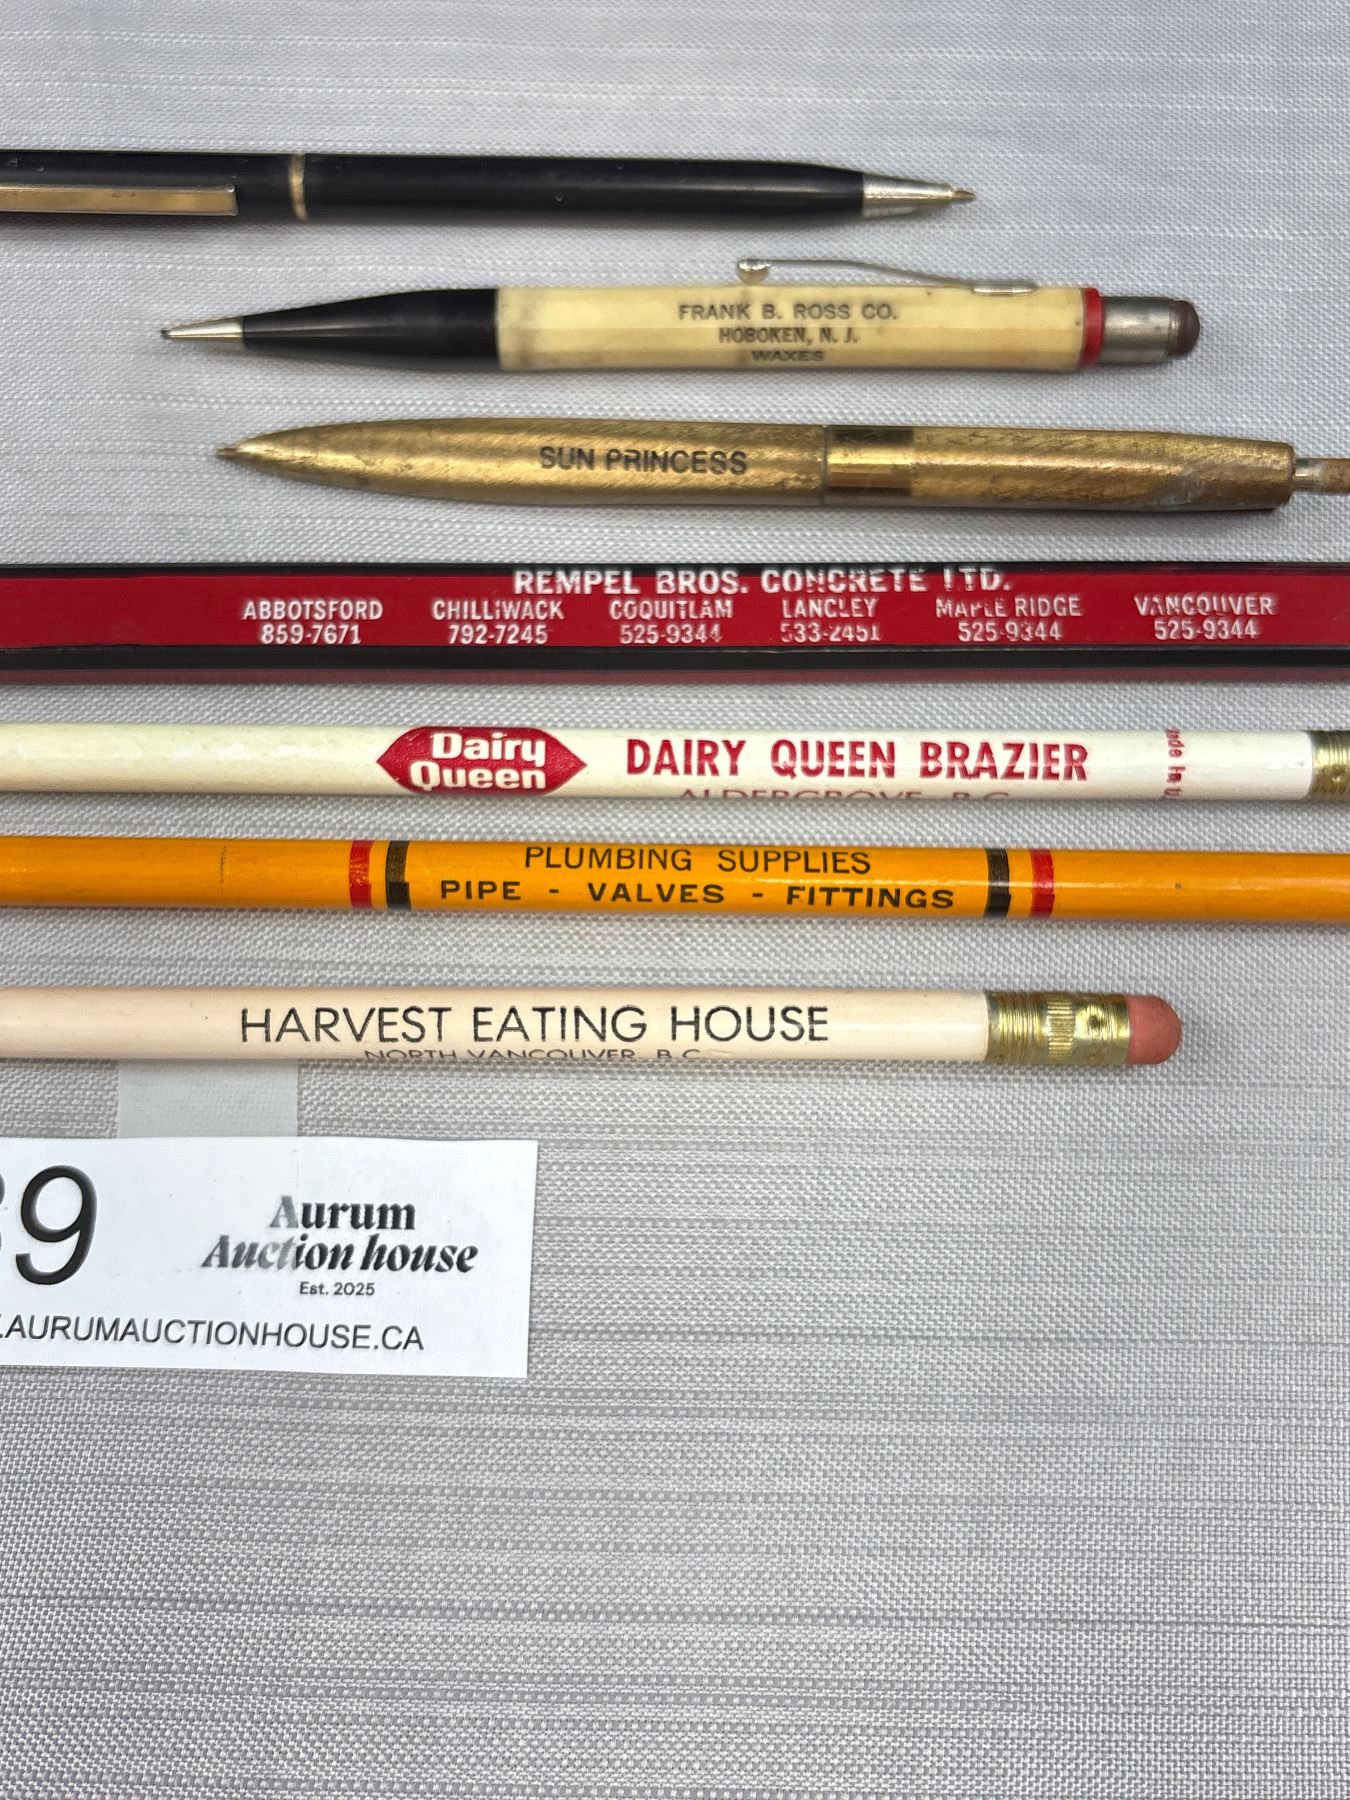 FRANK B. ROSS CO.
HOBOKEN, N. J.
WAXES
SUN PRINCESS
REMPEL BROS. CONCRETE LTD.
ABBOTSFORD CHILLIWACK COQUITLAM LANGLEY MAPLE RIDGE VANCOUVER
859-7671 792-7245 525-9344 533-2451 525-9344 525-9344
Dairy
Queen
DAIRY QUEEN BRAZIER
ALDERGROVE B.C.
PLUMBING SUPPLIES
PIPE - VALVES - FITTINGS
HARVEST EATING HOUSE
NORTH VANCOUVER, B.C.
9
Aurum
Auction house
Est. 2025
.AURUMAUCTIONHOUSE.CA